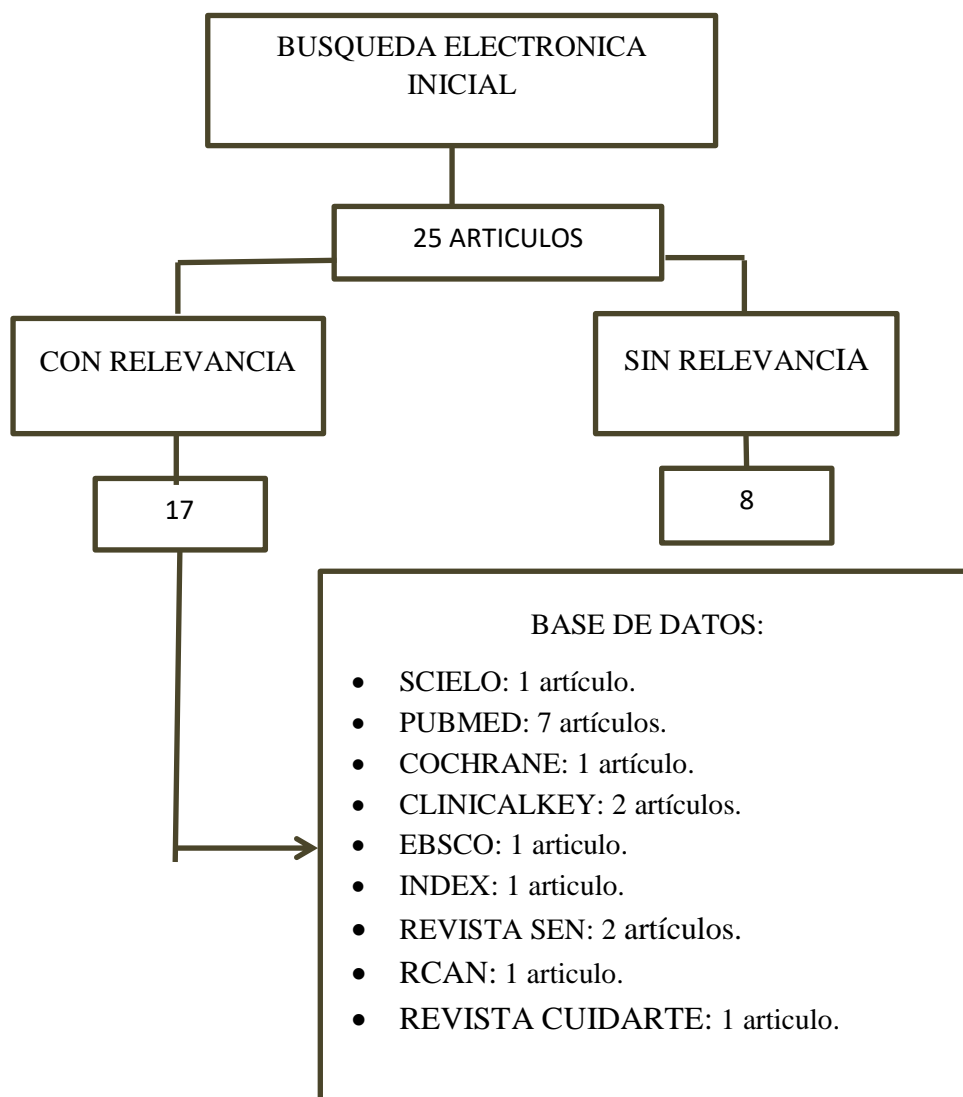 BUSQUEDA ELECTRONICA
INICIAL
25 ARTICULOS
CON RELEVANCIA
SIN RELEVANCIA
17
8
BASE DE DATOS:
• SCIELO: 1 artículo.
• PUBMED: 7 artículos.
• COCHRANE: 1 artículo.
• CLINICALKEY: 2 artículos.
• EBSCO: 1 articulo.
• INDEX: 1 articulo.
• REVISTA SEN: 2 artículos.
• RCAN: 1 articulo.
• REVISTA CUIDARTE: 1 articulo.